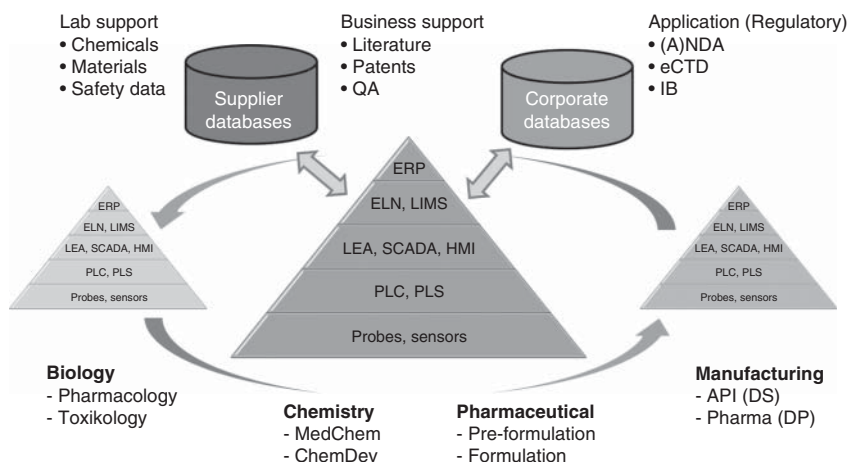 Lab support
• Chemicals
• Materials
• Safety data
Supplier
databases
Business support
• Literature
• Patents
• QA
Corporate
databases
Application (Regulatory)
• (A)NDA
• eCTD
• IB
ERP
ELN, LIMS
LEA, SCADA, HMI
PLC, PLS
Probes, sensors
ERP
ELN, LIMS
LEA, SCADA, HMI
PLC, PLS
Probes, sensors
ERP
ELN, LIMS
LEA, SCADA, HMI
PLC, PLS
Probes, sensors
Biology
- Pharmacology
- Toxikology
Chemistry
- MedChem
- ChemDev
Pharmaceutical
- Pre-formulation
- Formulation
Manufacturing
- API (DS)
- Pharma (DP)